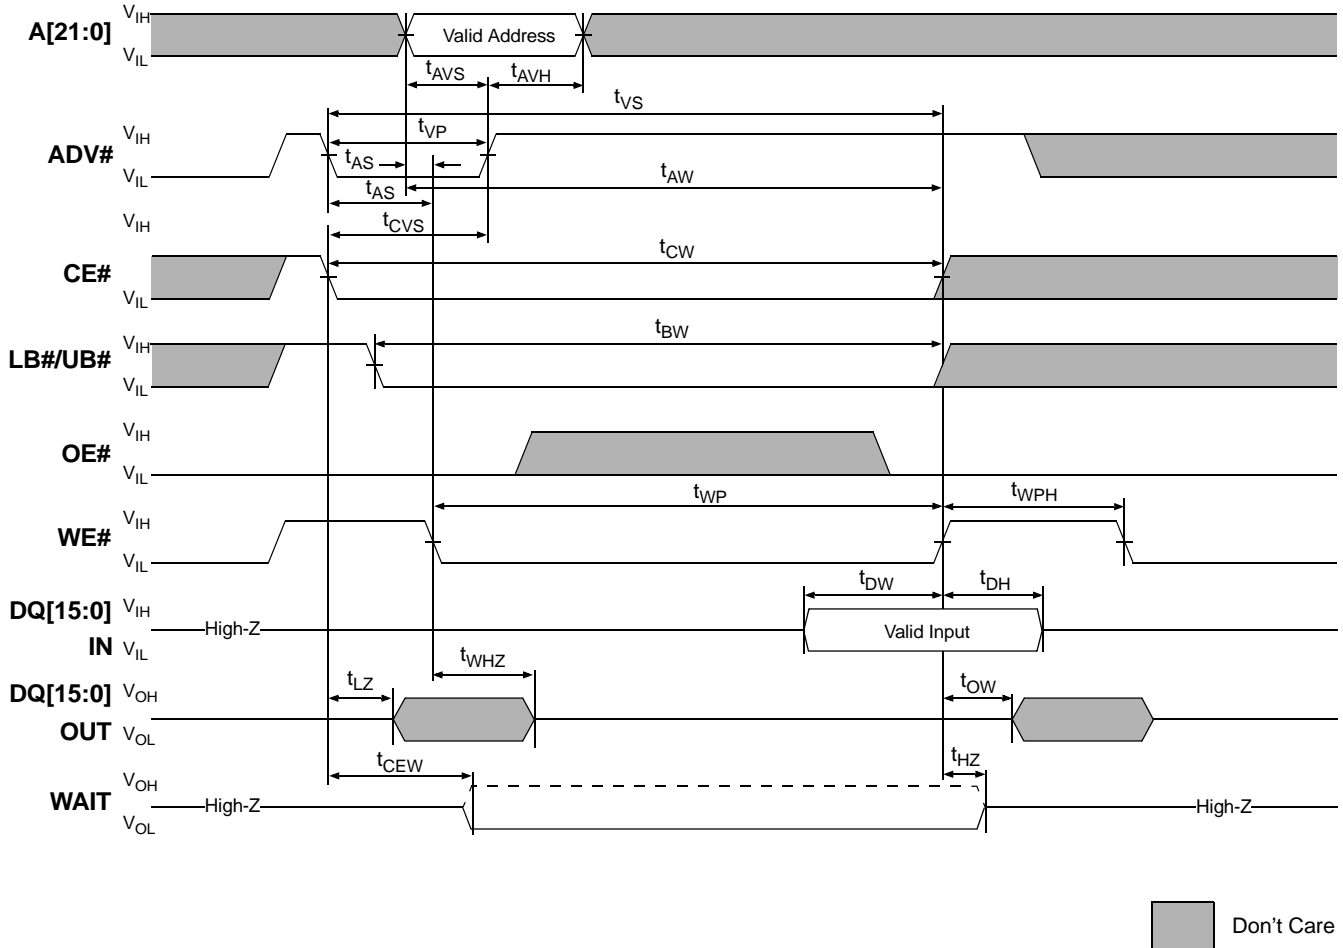 A[21:0] VIH
VIL
Valid Address
tAVS tAVH
tVS
ADV# VIH
VIL
tVP
tAS
tAW
tAS
VIH
tCVS
tCW
CE#
VIL
tBW
LB#/UB# VIH
VIL
OE# VIH
VIL
tWP tWPH
WE# VIH
VIL
tDW tDH
DQ[15:0] VIH
IN VIL
High-Z
Valid Input
tWHZ
tLZ
tOW
DQ[15:0] VOH
OUT VOL
tCEW
tHZ
WAIT VOH
VOL
High-Z
High-Z
Don't Care